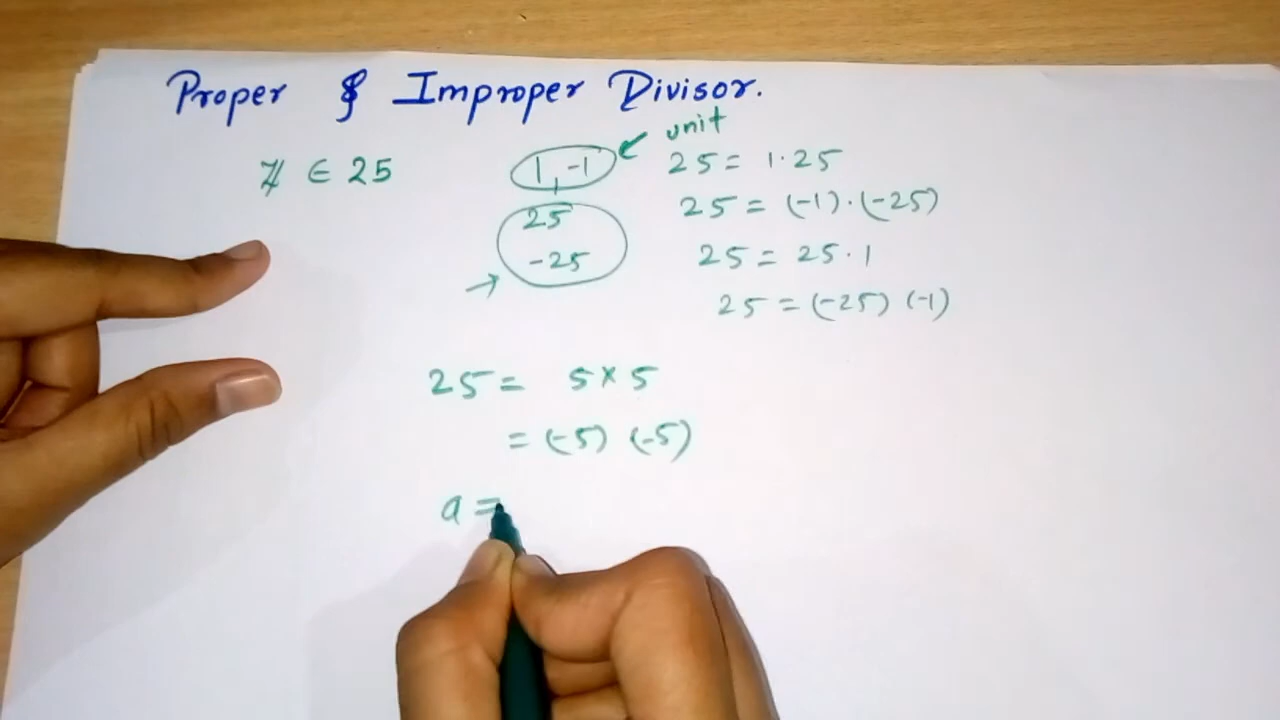 Proper & Improper Divisor.
unit
ℤ ∈ 25
1, -1
25 = 1·25
25
25 = (-1)·(-25)
-25
25 = 25·1
25 = (-25) (-1)
25 = 5 × 5
= (-5) (-5)
a =